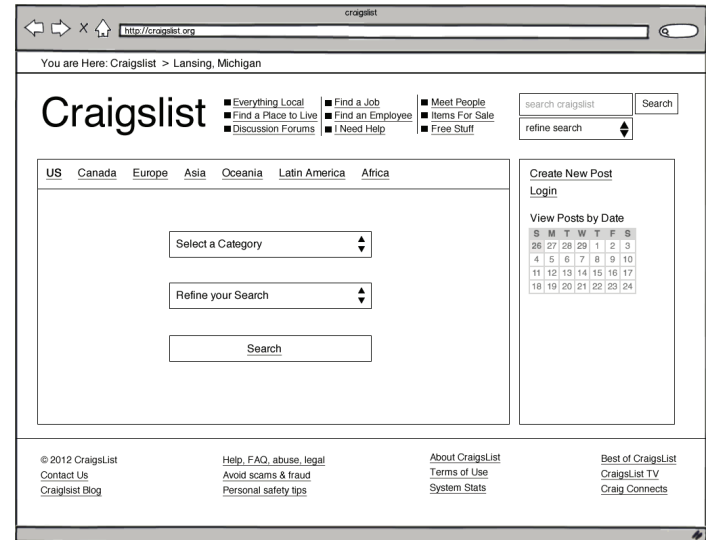 craigslist
http://craigslist.org
You are Here: Craigslist > Lansing, Michigan
Craigslist
Everything Local
Find a Place to Live
Discussion Forums
Find a Job
Find an Employee
I Need Help
Meet People
Items For Sale
Free Stuff
search craigslist
Search
refine search
US Canada Europe Asia Oceania Latin America Africa
Select a Category
Refine your Search
Search
Create New Post
Login
View Posts by Date
S M T W T F S
26 27 28 29 1 2 3
4 5 6 7 8 9 10
11 12 13 14 15 16 17
18 19 20 21 22 23 24
© 2012 CraigsList
Contact Us
Craiglsist Blog
Help, FAQ, abuse, legal
Avoid scams & fraud
Personal safety tips
About CraigsList
Terms of Use
System Stats
Best of CraigsList
CraigsList TV
Craig Connects